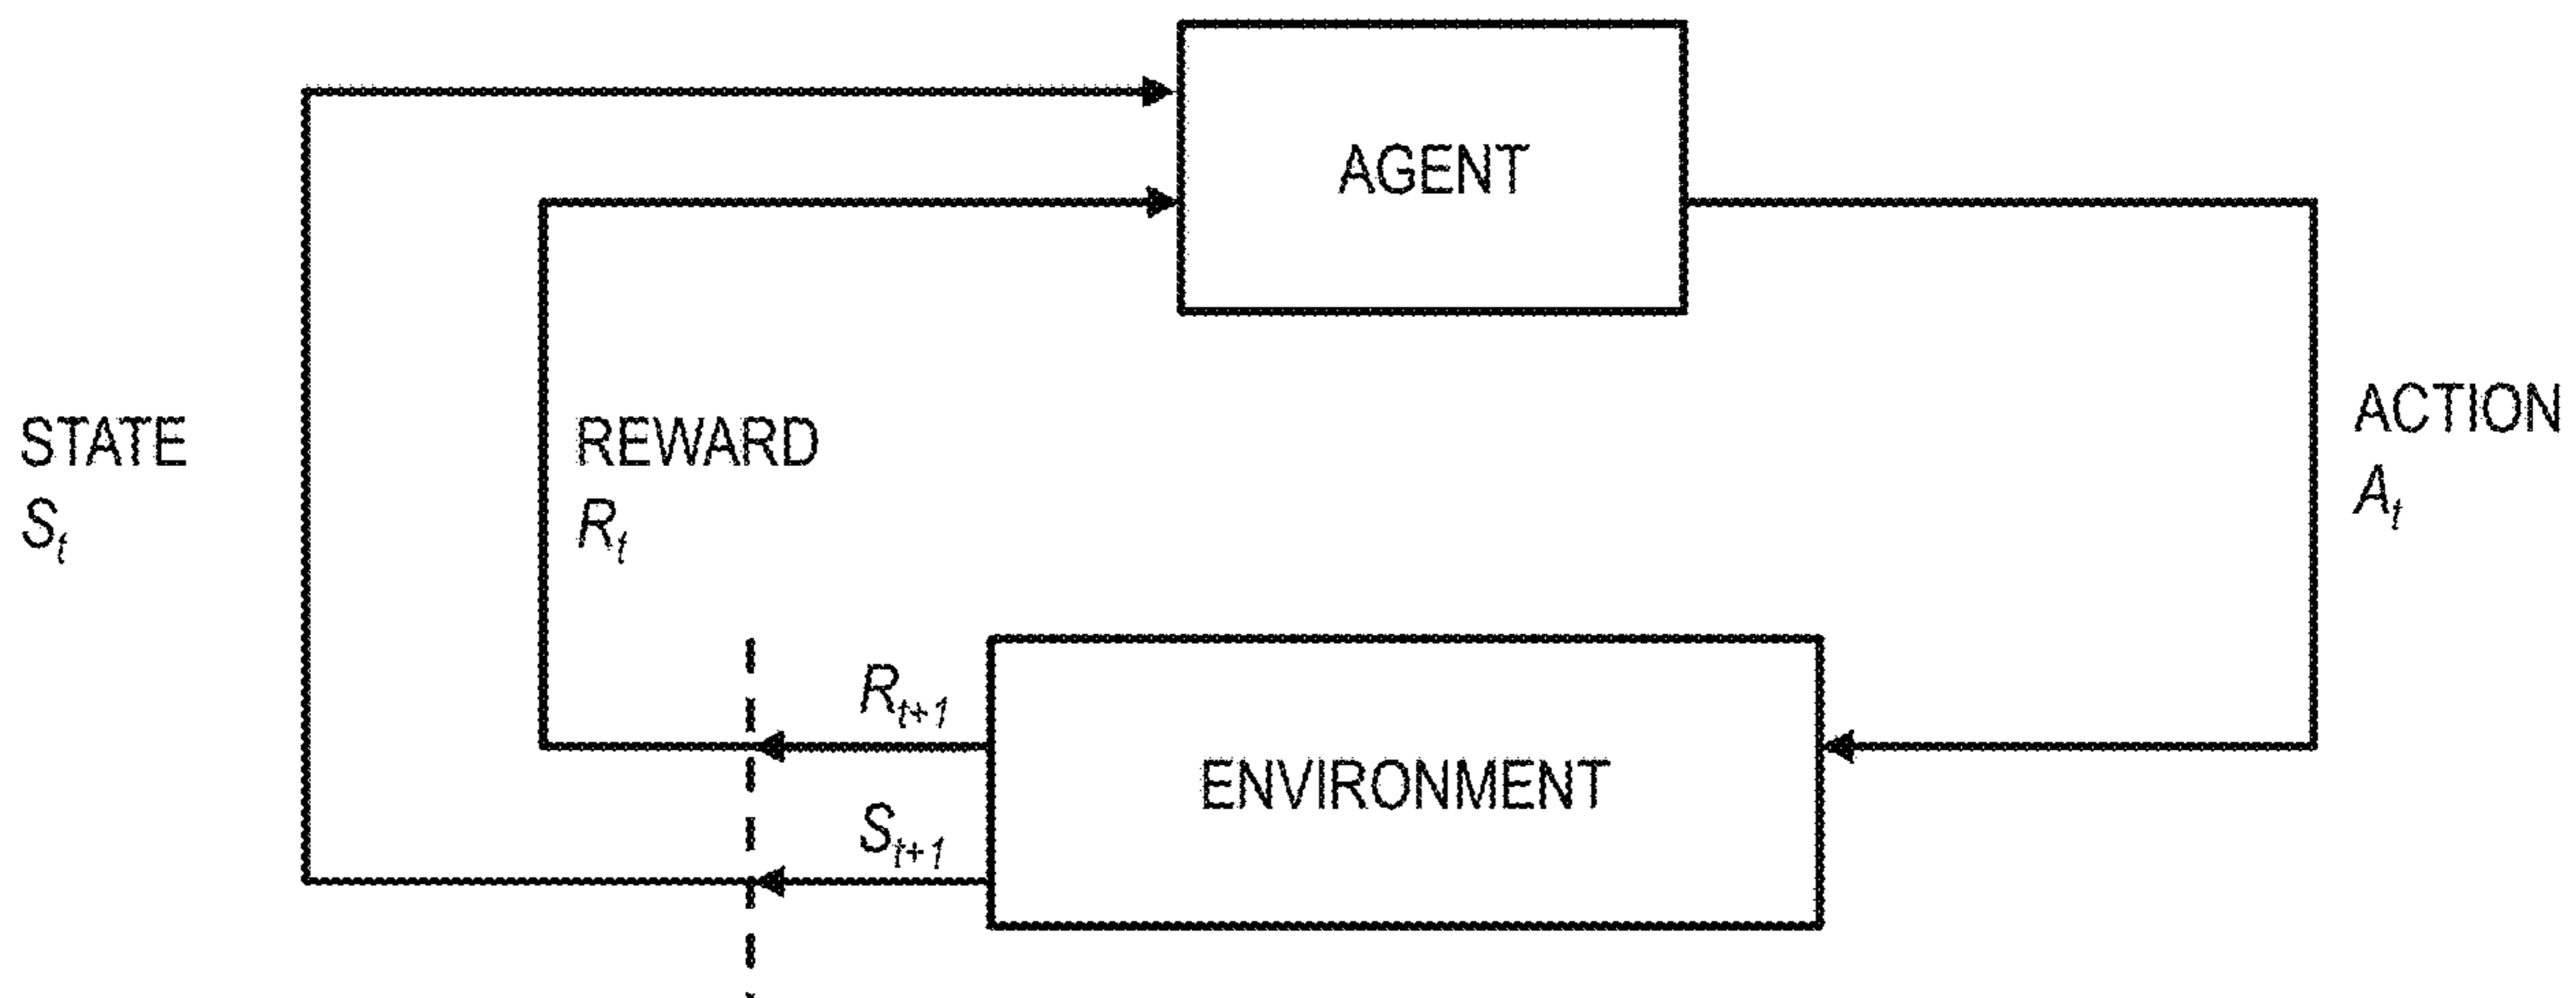 AGENT
STATE
S_t
REWARD
R_t
ACTION
A_t
R_{t+1}
ENVIRONMENT
S_{t+1}